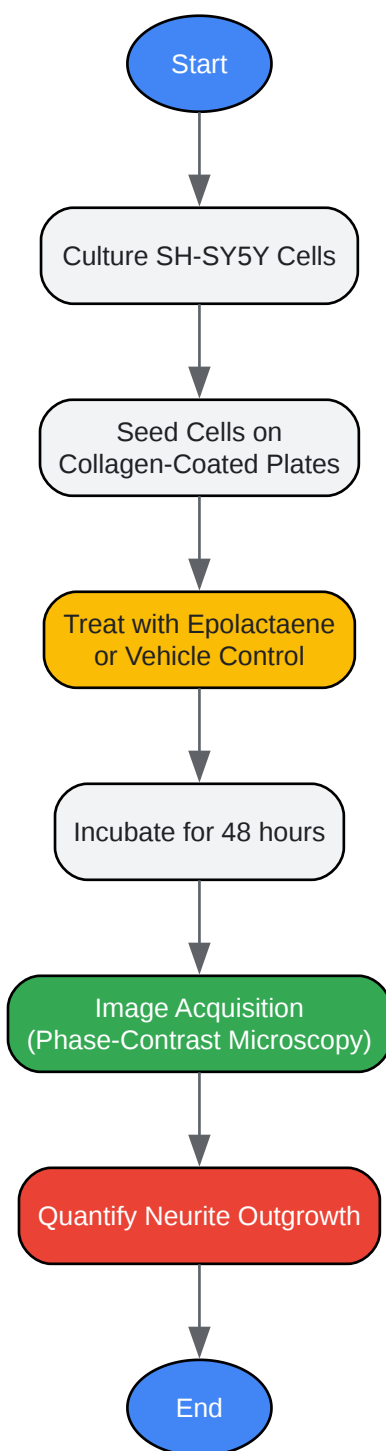 Start
Culture SH-SY5Y Cells
Seed Cells on
Collagen-Coated Plates
Treat with Epolactaene
or Vehicle Control
Incubate for 48 hours
Image Acquisition
(Phase-Contrast Microscopy)
Quantify Neurite Outgrowth
End